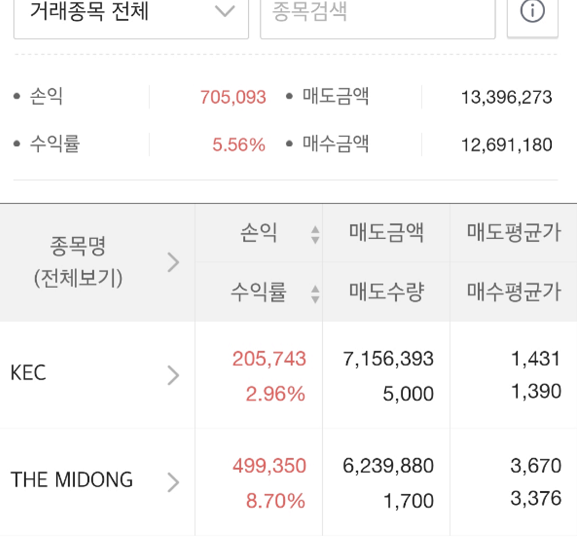 거래종목 전체
종목검색
• 손익 705,093 • 매도금액 13,396,273
• 수익률 5.56% • 매수금액 12,691,180
종목명
(전체보기)
손익 매도금액 매도평균가
수익률 매도수량 매수평균가
KEC
205,743 7,156,393 1,431
2.96% 5,000 1,390
THE MIDONG
499,350 6,239,880 3,670
8.70% 1,700 3,376